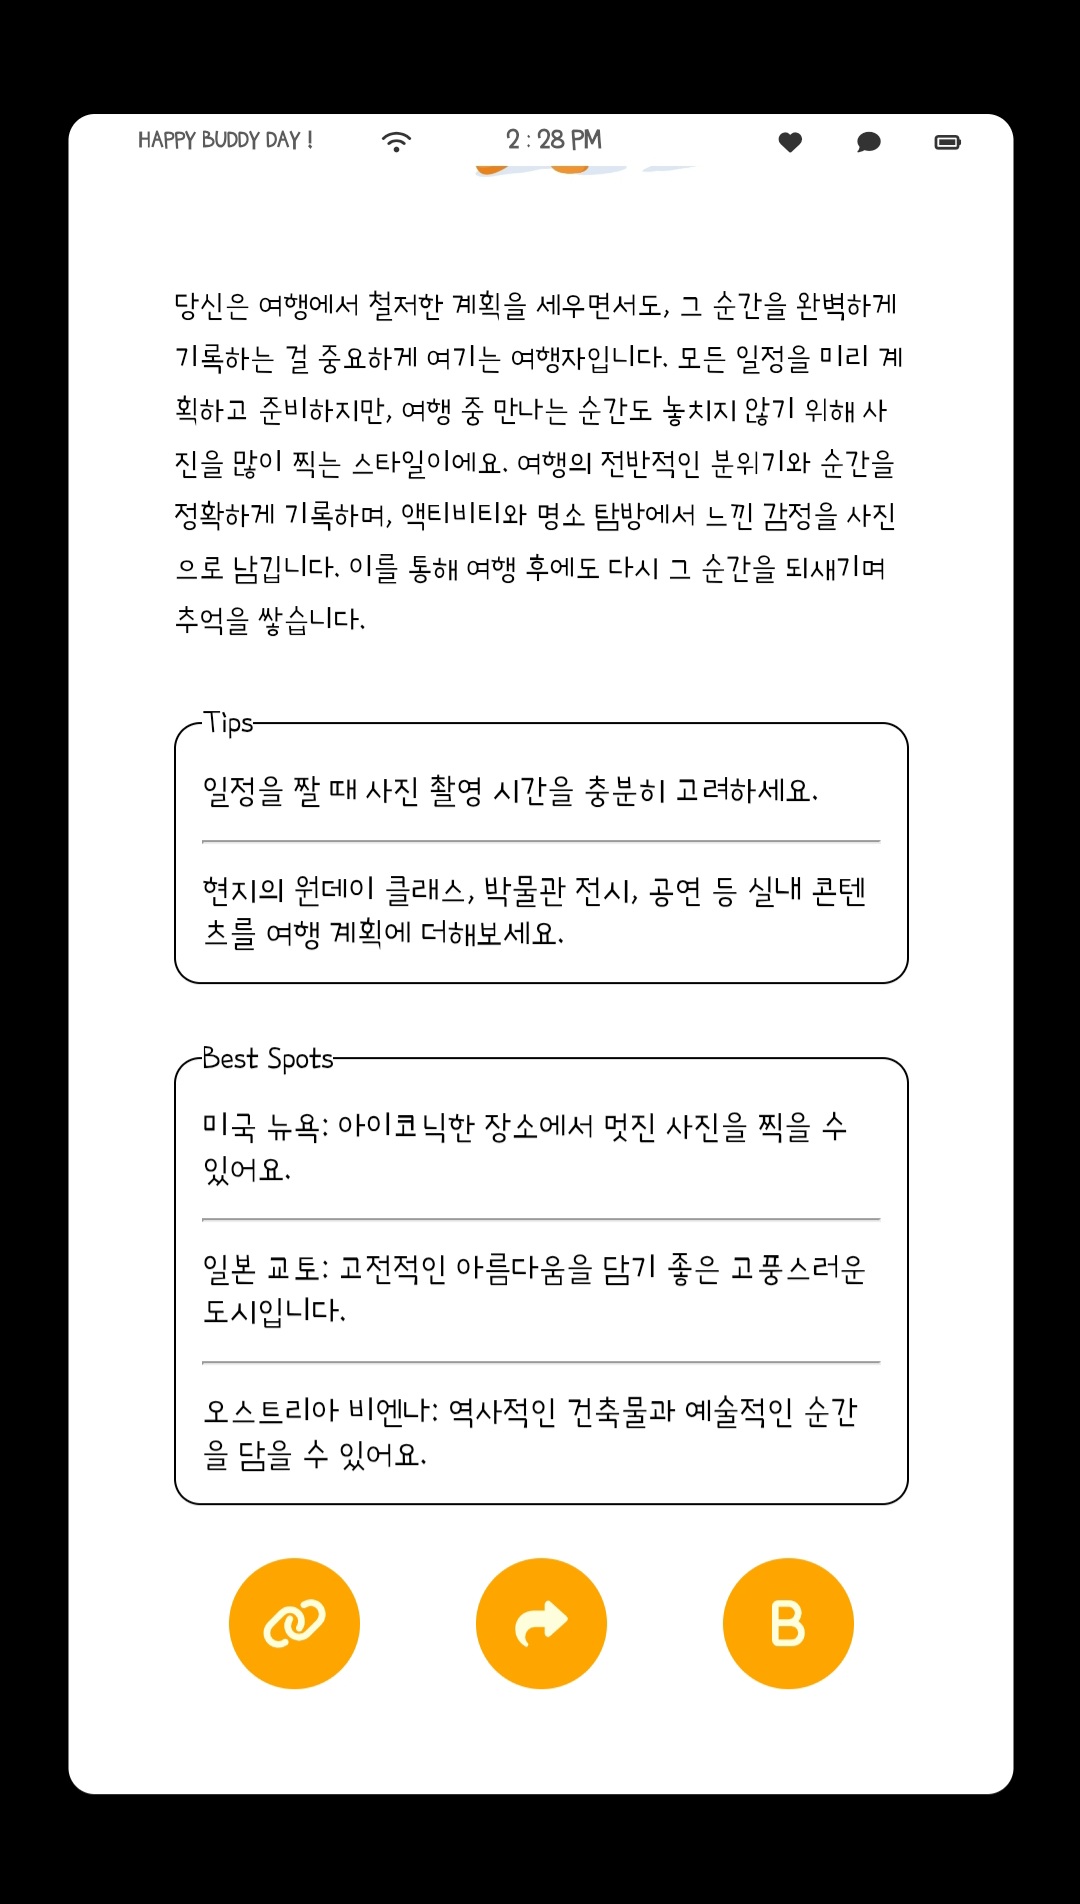 HAPPY BUDDY DAY !
2 : 28 PM
당신은 여행에서 철저한 계획을 세우면서도, 그 순간을 완벽하게
기록하는 걸 중요하게 여기는 여행자입니다. 모든 일정을 미리 계
획하고 준비하지만, 여행 중 만나는 순간도 놓치지 않기 위해 사
진을 많이 찍는 스타일이에요. 여행의 전반적인 분위기와 순간을
정확하게 기록하며, 액티비티와 명소 탐방에서 느낀 감정을 사진
으로 남깁니다. 이를 통해 여행 후에도 다시 그 순간을 되새기며
추억을 쌓습니다.
Tips
일정을 짤 때 사진 촬영 시간을 충분히 고려하세요.
현지의 원데이 클래스, 박물관 전시, 공연 등 실내 콘텐
츠를 여행 계획에 더해보세요.
Best Spots
미국 뉴욕: 아이코닉한 장소에서 멋진 사진을 찍을 수
있어요.
일본 교토: 고전적인 아름다움을 담기 좋은 고풍스러운
도시입니다.
오스트리아 비엔나: 역사적인 건축물과 예술적인 순간
을 담을 수 있어요.
B